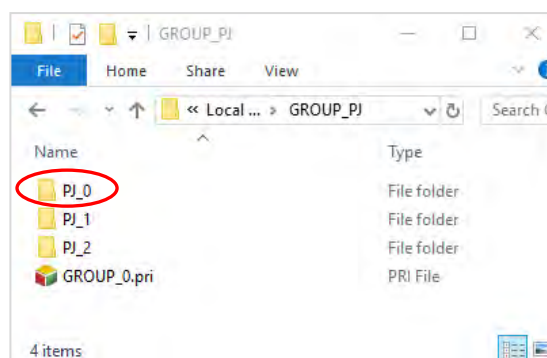 GROUP_PJ
File Home Share View
« Local ... > GROUP_PJ Search
Name Type
PJ_0 File folder
PJ_1 File folder
PJ_2 File folder
GROUP_0.pri PRI File
4 items